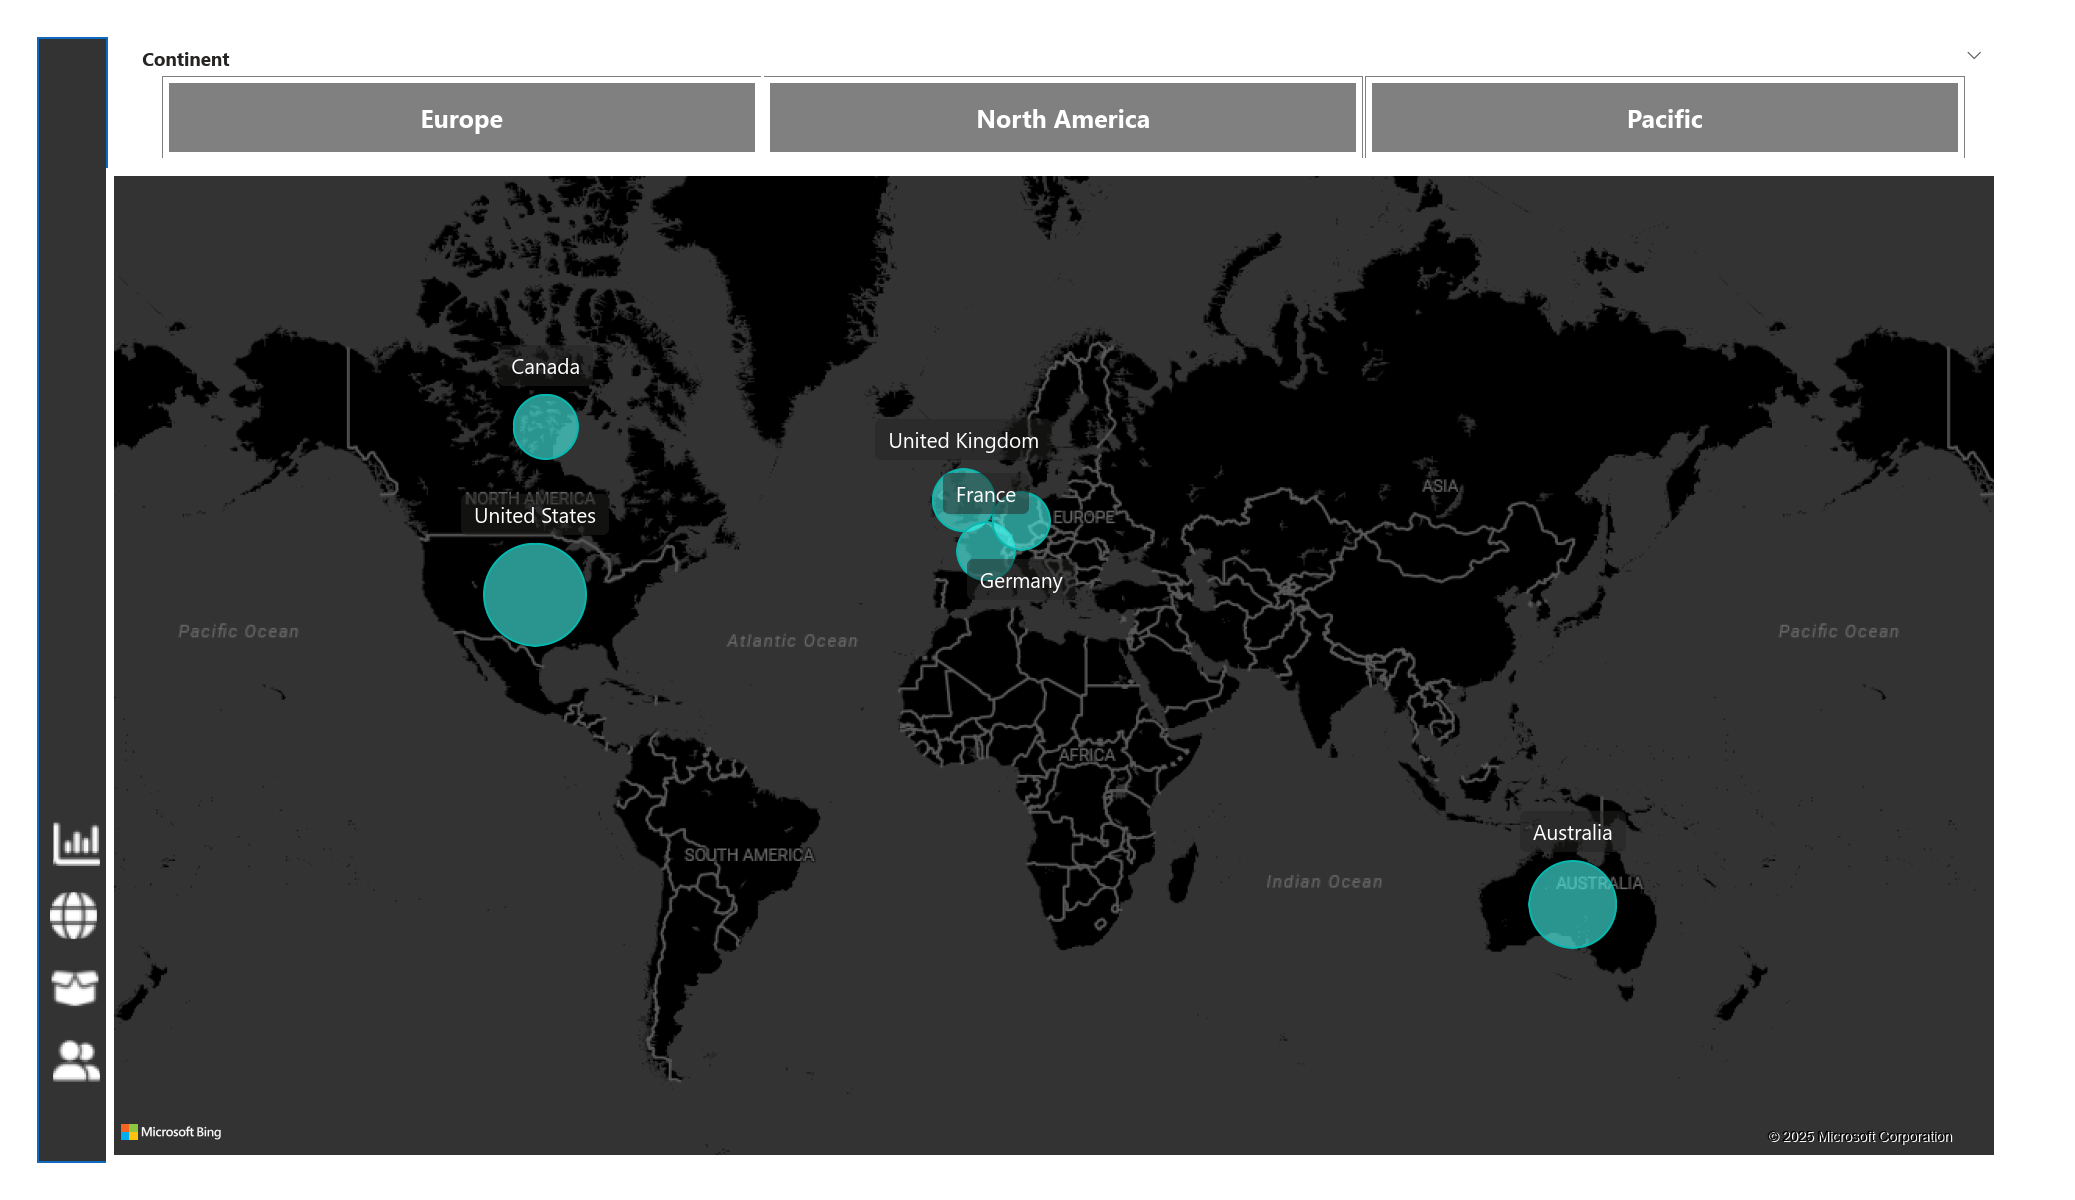 Continent
Europe
North America
Pacific
Canada
NORTH AMERICA
United States
United Kingdom
France
EUROPE
Germany
ASIA
Pacific Ocean
Atlantic Ocean
Pacific Ocean
AFRICA
SOUTH AMERICA
Indian Ocean
Australia
AUSTRALIA
Microsoft Bing
© 2025 Microsoft Corporation